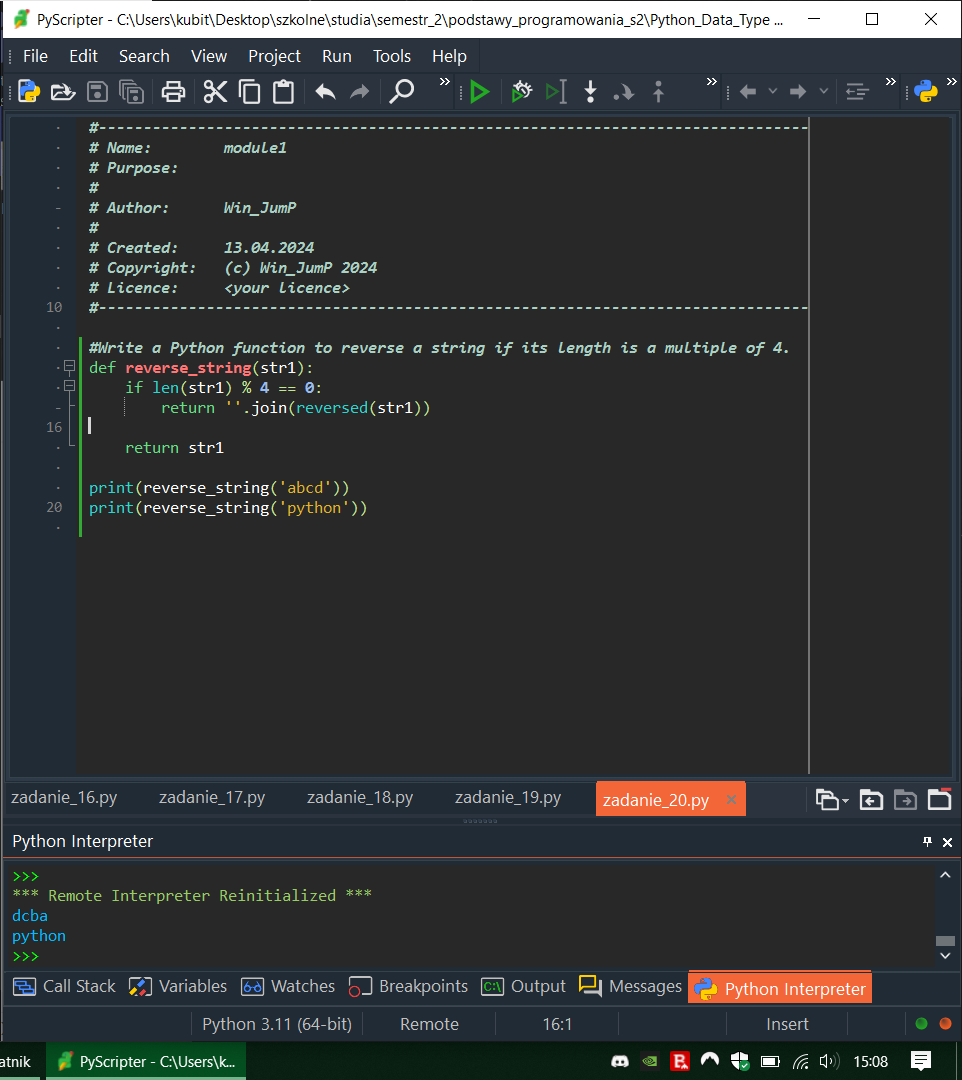 PyScripter - C:\Users\kubit\Desktop\szkolne\studia\semestr_2\podstawy_programowania_s2\Python_Data_Type ...
File Edit Search View Project Run Tools Help
#-------------------------------------------------------------------------------
# Name:        module1
# Purpose:
#
# Author:      Win_JumP
#
# Created:     13.04.2024
# Copyright:   (c) Win_JumP 2024
# Licence:     <your licence>
10 #-------------------------------------------------------------------------------
#Write a Python function to reverse a string if its length is a multiple of 4.
def reverse_string(str1):
    if len(str1) % 4 == 0:
        return ''.join(reversed(str1))
16
    return str1
print(reverse_string('abcd'))
20 print(reverse_string('python'))
zadanie_16.py zadanie_17.py zadanie_18.py zadanie_19.py zadanie_20.py
Python Interpreter
>>>
*** Remote Interpreter Reinitialized ***
dcba
python
>>>
Call Stack Variables Watches Breakpoints C:\ Output Messages Python Interpreter
Python 3.11 (64-bit) Remote 16:1 Insert
atnik PyScripter - C:\Users\k... 15:08